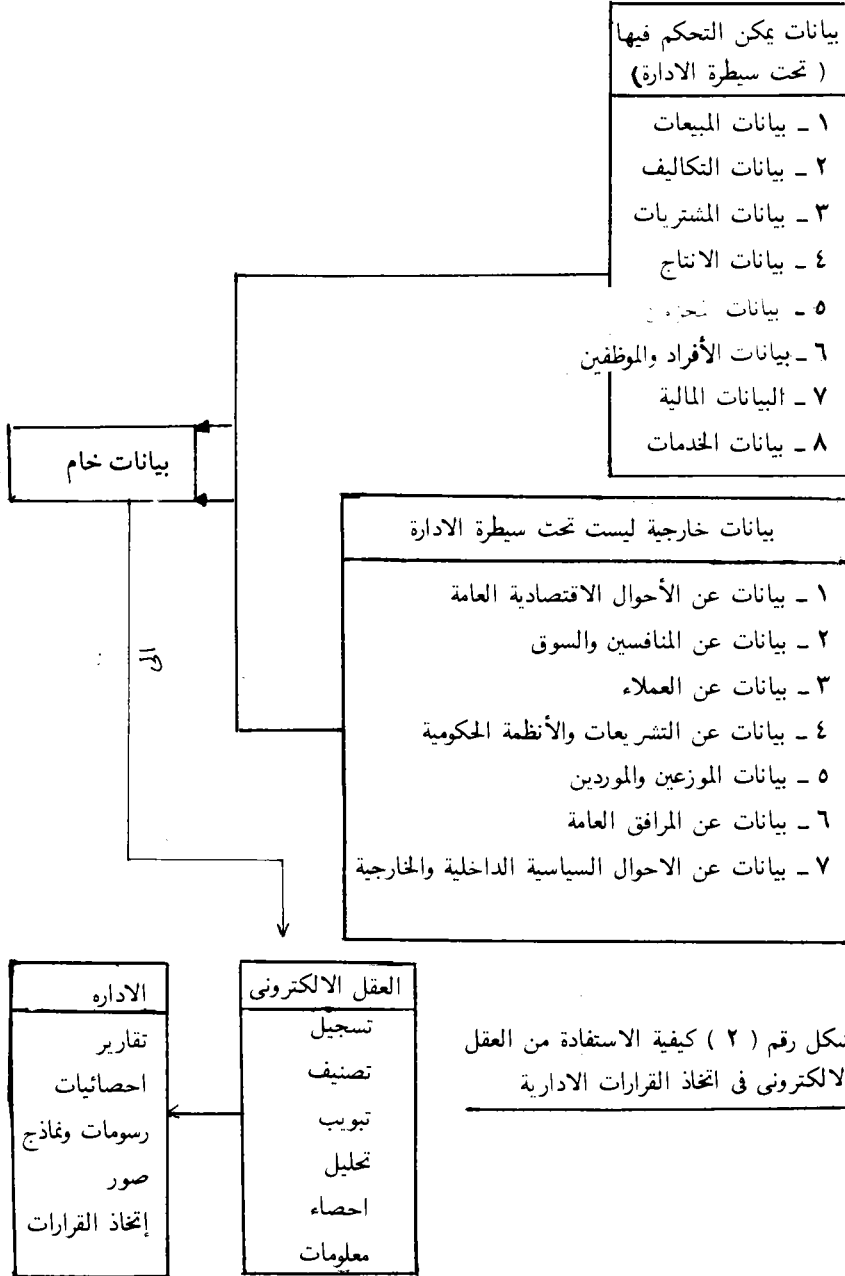 بيانات يمكن التحكم فيها
( تحت سيطرة الادارة)
١ ـ بيانات المبيعات
٢ ـ بيانات التكاليف
٣ ـ بيانات المشتريات
٤ ـ بيانات الانتاج
٥ ـ بيانات
٦ ـ بيانات الأفراد والموظفين
٧ ـ البيانات المالية
٨ ـ بيانات الخدمات
بيانات خام
بيانات خارجية ليست تحت سيطرة الادارة
١ ـ بيانات عن الأحوال الاقتصادية العامة
٢ ـ بيانات عن المنافسين والسوق
٣ ـ بيانات عن العملاء
٤ ـ بيانات عن التشريعات والأنظمة الحكومية
٥ ـ بيانات الموزعين والموردين
٦ ـ بيانات عن المرافق العامة
٧ ـ بيانات عن الاحوال السياسية الداخلية والخارجية
العقل الالكترونى
تسجيل
تصنيف
تبويب
تحليل
احصاء
معلومات
الاداره
تقارير
احصائيات
رسومات ونماذج
صور
إتخاذ القرارات
شكل رقم ( ٢ ) كيفية الاستفادة من العقل
الالكترونى فى اتخاذ القرارات الادارية